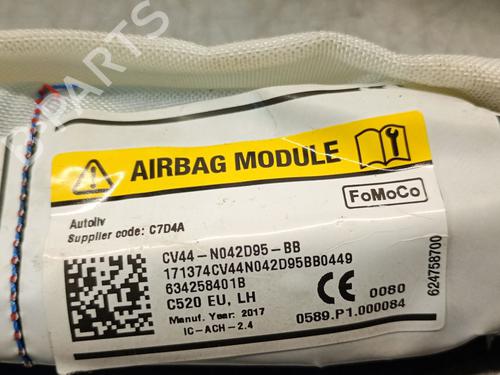 BPARTS
AIRBAG MODULE
FoMoCo
Autoliv
Supplier code: C7D4A
CV44-N042D95-BB
171374CV44N042D95BB0449
634258401B
C520 EU, LH
Manuf. Year: 2017
IC-ACH-2.4
CE 0080
0589.P1.000084
624758700